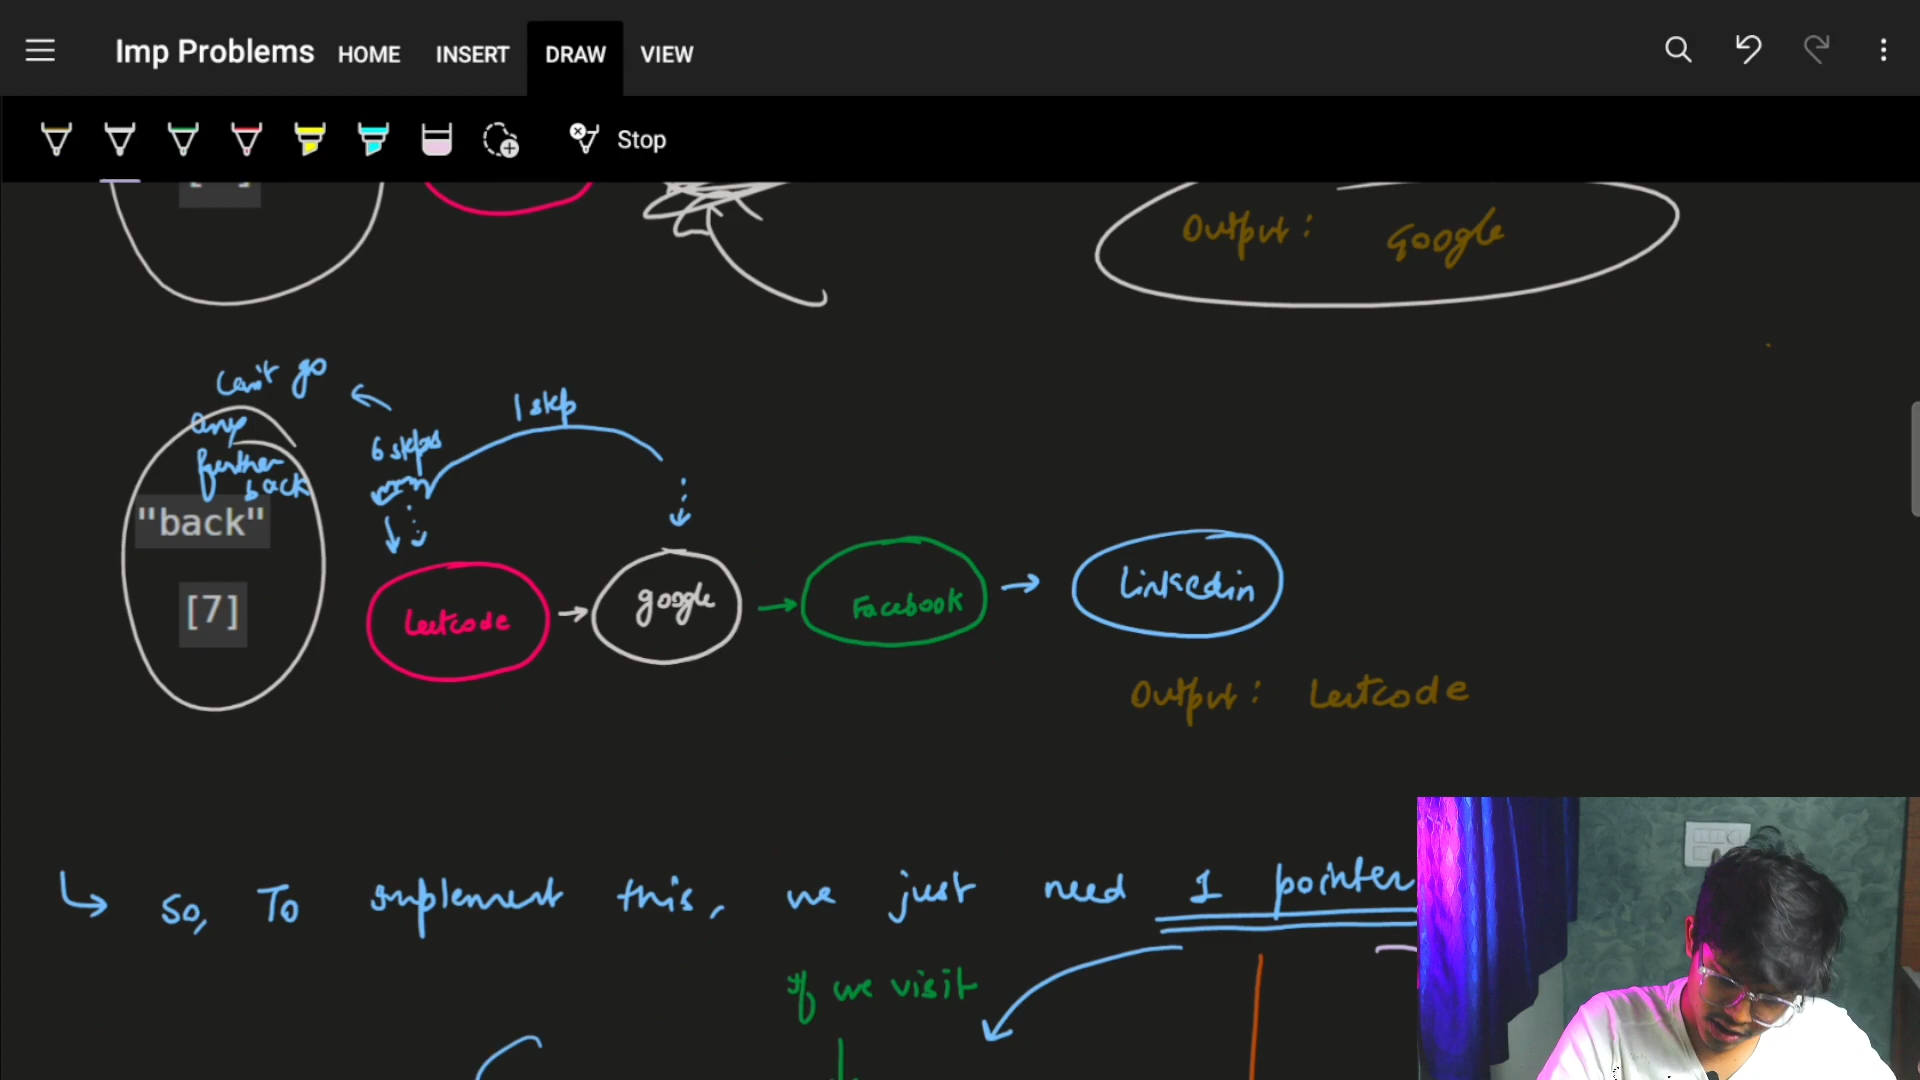 Imp Problems HOME INSERT DRAW VIEW
Stop
Output: google
Can't go
any
further
back
6 steps
1 step
"back"
[7]
Leetcode → google → Facebook → Linkedin
Output: Leetcode
↳ So, To implement this, we just need 1 pointer
if we visit